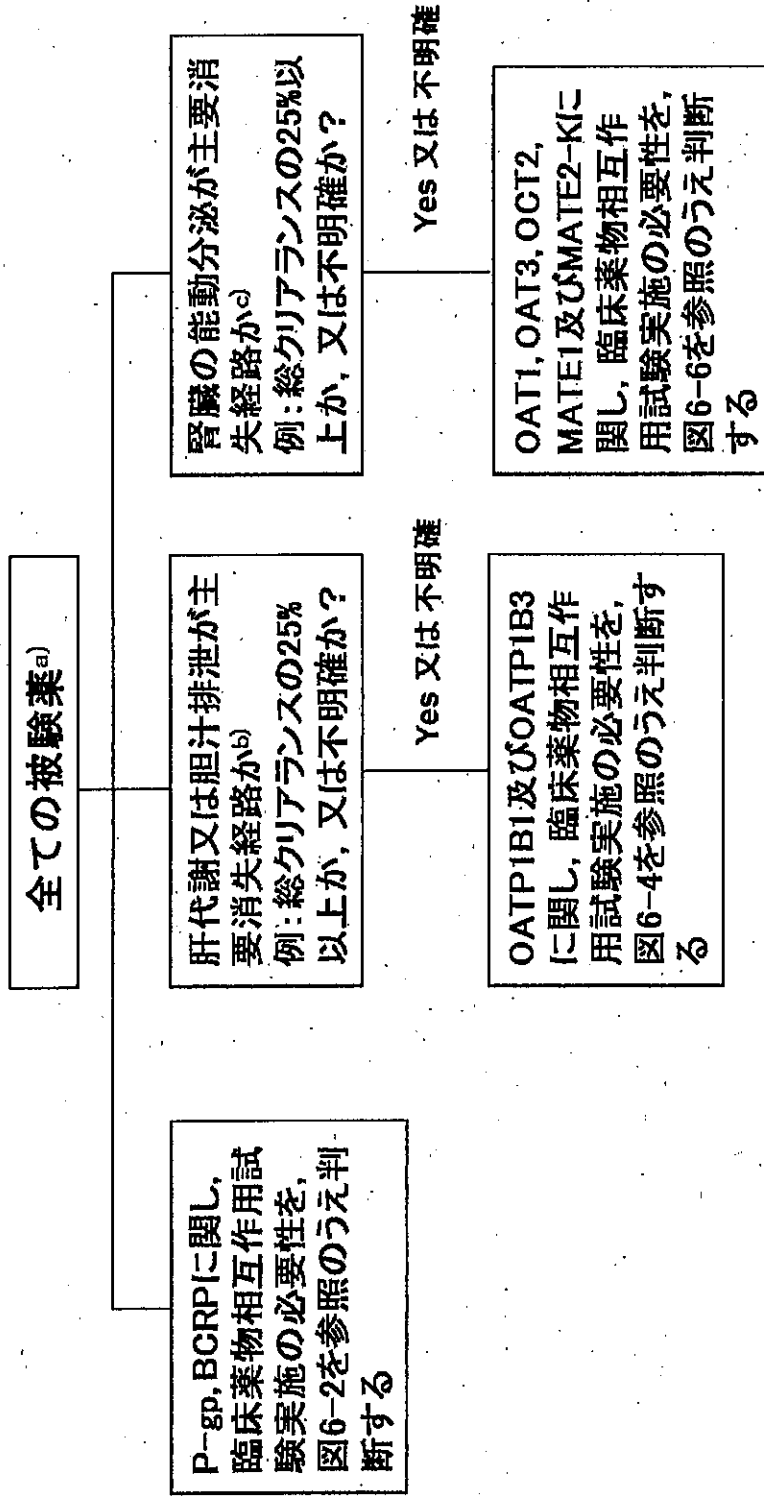 全ての被験薬a)
P-gp, BCRPに関し,
臨床薬物相互作用試
験実施の必要性を,
図6-2を参照のうえ判
断する
肝代謝又は胆汁排泄が主
要消失経路かb)
例：総クリアランスの25%
以上か, 又は不明確か？
Yes 又は不明確
OATP1B1及びOATP1B3
に関し, 臨床薬物相互作
用試験実施の必要性を,
図6-4を参照のうえ判断す
る
腎臓の能動分泌が主要消
失経路かc)
例：総クリアランスの25%以
上か, 又は不明確か？
Yes 又は不明確
OAT1, OAT3, OCT2,
MATE1及びMATE2-Kに
関し, 臨床薬物相互作
用試験実施の必要性を,
図6-6を参照のうえ判断
する